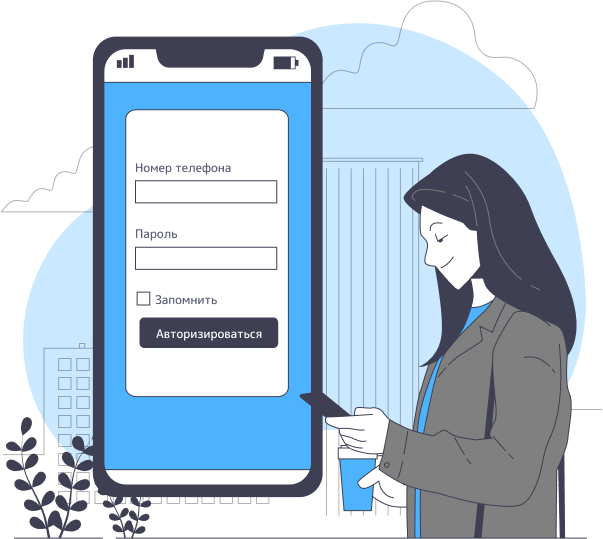 Номер телефона
Пароль
Запомнить
Авторизироваться